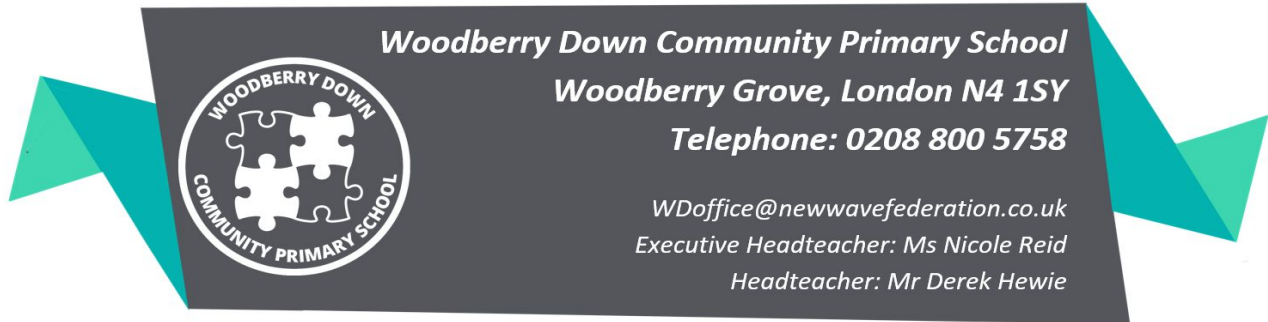 Woodberry Down Community Primary School
Woodberry Grove, London N4 1SY
Telephone: 0208 800 5758
WDoffice@newwavefederation.co.uk
Executive Headteacher: Ms Nicole Reid
Headteacher: Mr Derek Hewie
WOODBERRY DOWN
COMMUNITY PRIMARY SCHOOL